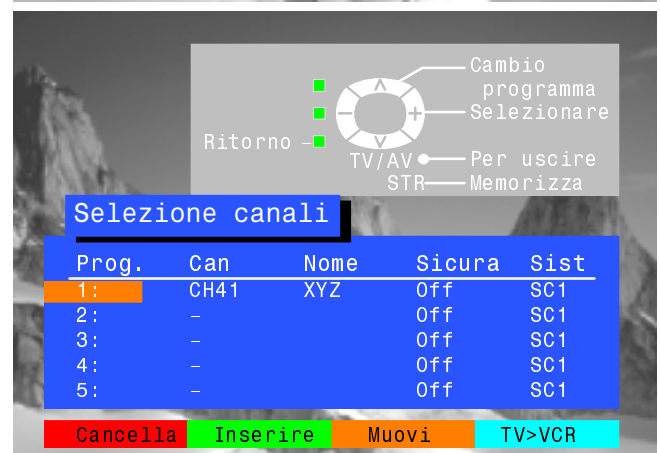 Cambio
programma
Selezionare
Ritorno
TV/AV Per uscire
STR Memorizza
Selezione canali
Prog. Can Nome Sicura Sist
1: CH41 XYZ Off SC1
2: – Off SC1
3: – Off SC1
4: – Off SC1
5: – Off SC1
Cancella Inserire Muovi TV>VCR